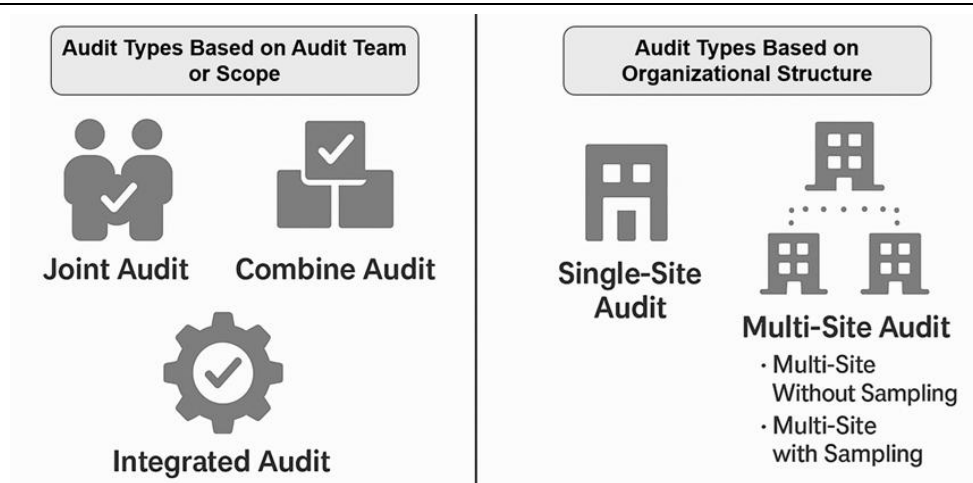 Audit Types Based on Audit Team
or Scope
Joint Audit
Combine Audit
Integrated Audit
Audit Types Based on
Organizational Structure
Single-Site
Audit
Multi-Site Audit
· Multi-Site
Without Sampling
· Multi-Site
with Sampling